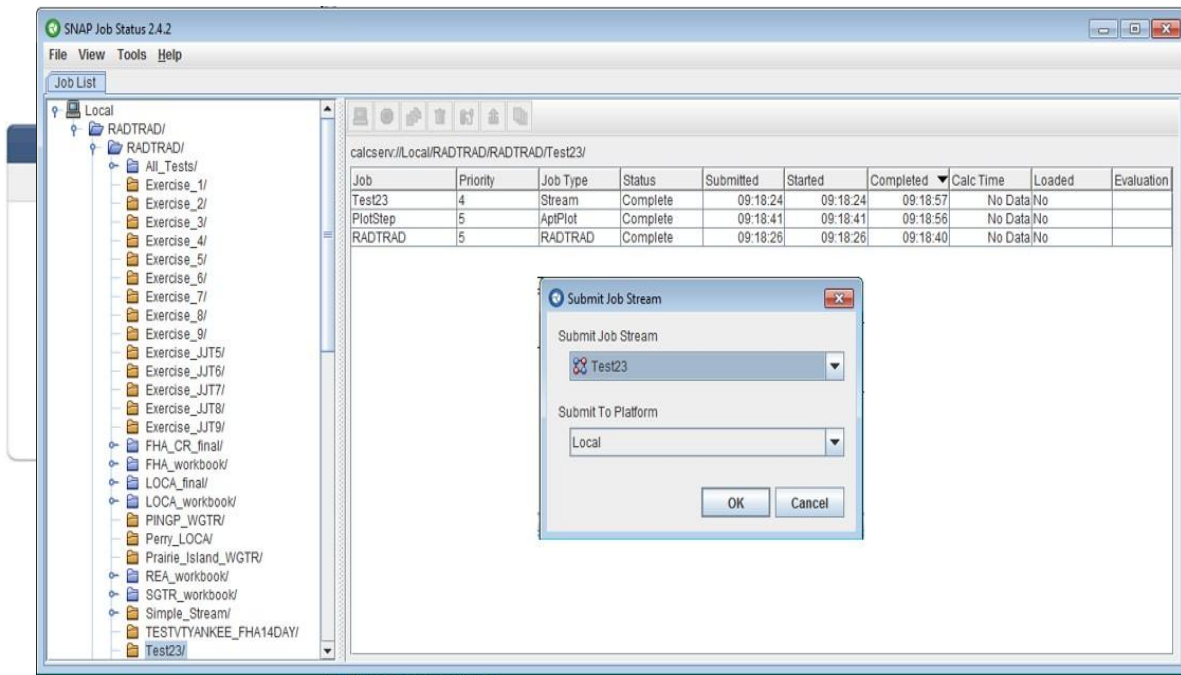 SNAP Job Status 2.4.2
File View Tools Help
Job List
Local
RADTRAD/
RADTRAD/
All_Tests/
Exercise_1/
Exercise_2/
Exercise_3/
Exercise_4/
Exercise_5/
Exercise_6/
Exercise_7/
Exercise_8/
Exercise_9/
Exercise_JJT5/
Exercise_JJT6/
Exercise_JJT7/
Exercise_JJT8/
Exercise_JJT9/
FHA_CR_final/
FHA_workbook/
LOCA_final/
LOCA_workbook/
PINGP_WGTR/
Perry_LOCA/
Prairie_Island_WGTR/
REA_workbook/
SGTR_workbook/
Simple_Stream/
TESTVTYANKEE_FHA14DAY/
Test23/
calcserv://Local/RADTRAD/RADTRAD/Test23/
Job Priority Job Type Status Submitted Started Completed Calc Time Loaded Evaluation
Test23 4 Stream Complete 09:18:24 09:18:24 09:18:57 No Data No
PlotStep 5 AptPlot Complete 09:18:41 09:18:41 09:18:56 No Data No
RADTRAD 5 RADTRAD Complete 09:18:26 09:18:26 09:18:40 No Data No
Submit Job Stream
Submit Job Stream
Test23
Submit To Platform
Local
OK Cancel